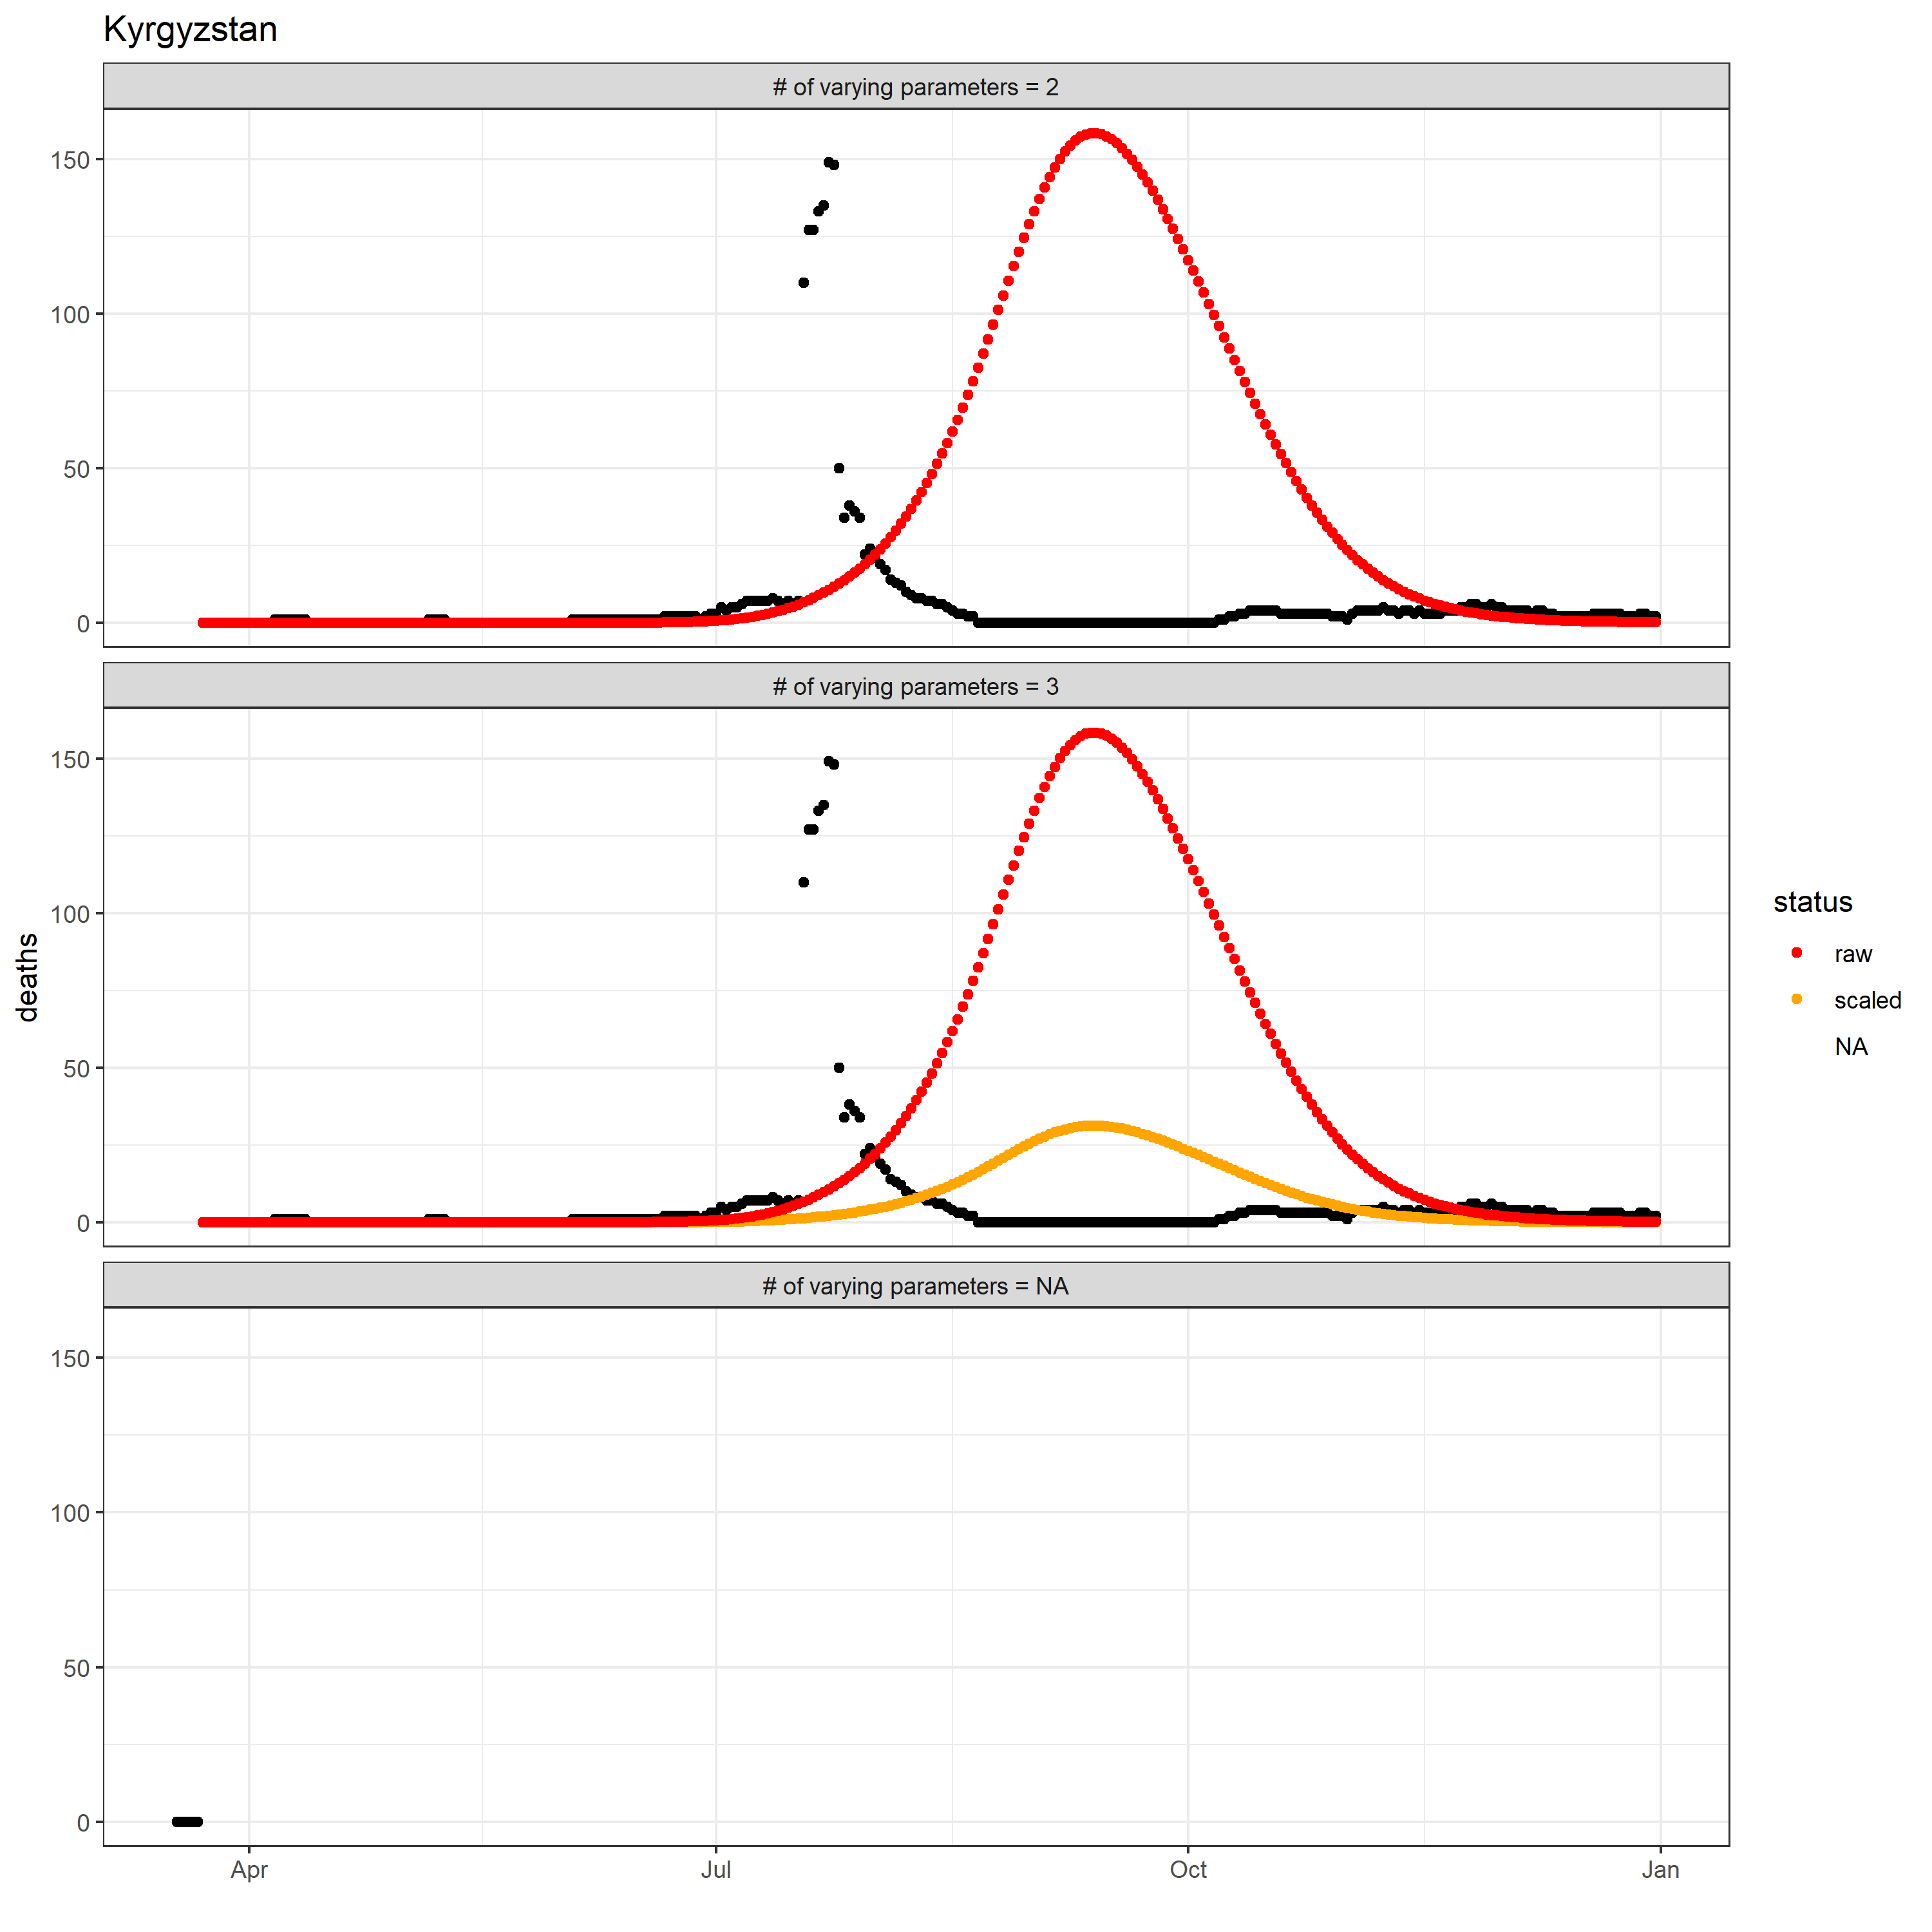 Kyrgyzstan
# of varying parameters = 2
150
100
50
0
# of varying parameters = 3
150
100
50
0
deaths
# of varying parameters = NA
150
100
50
0
Apr Jul Oct Jan
status
raw
scaled
NA